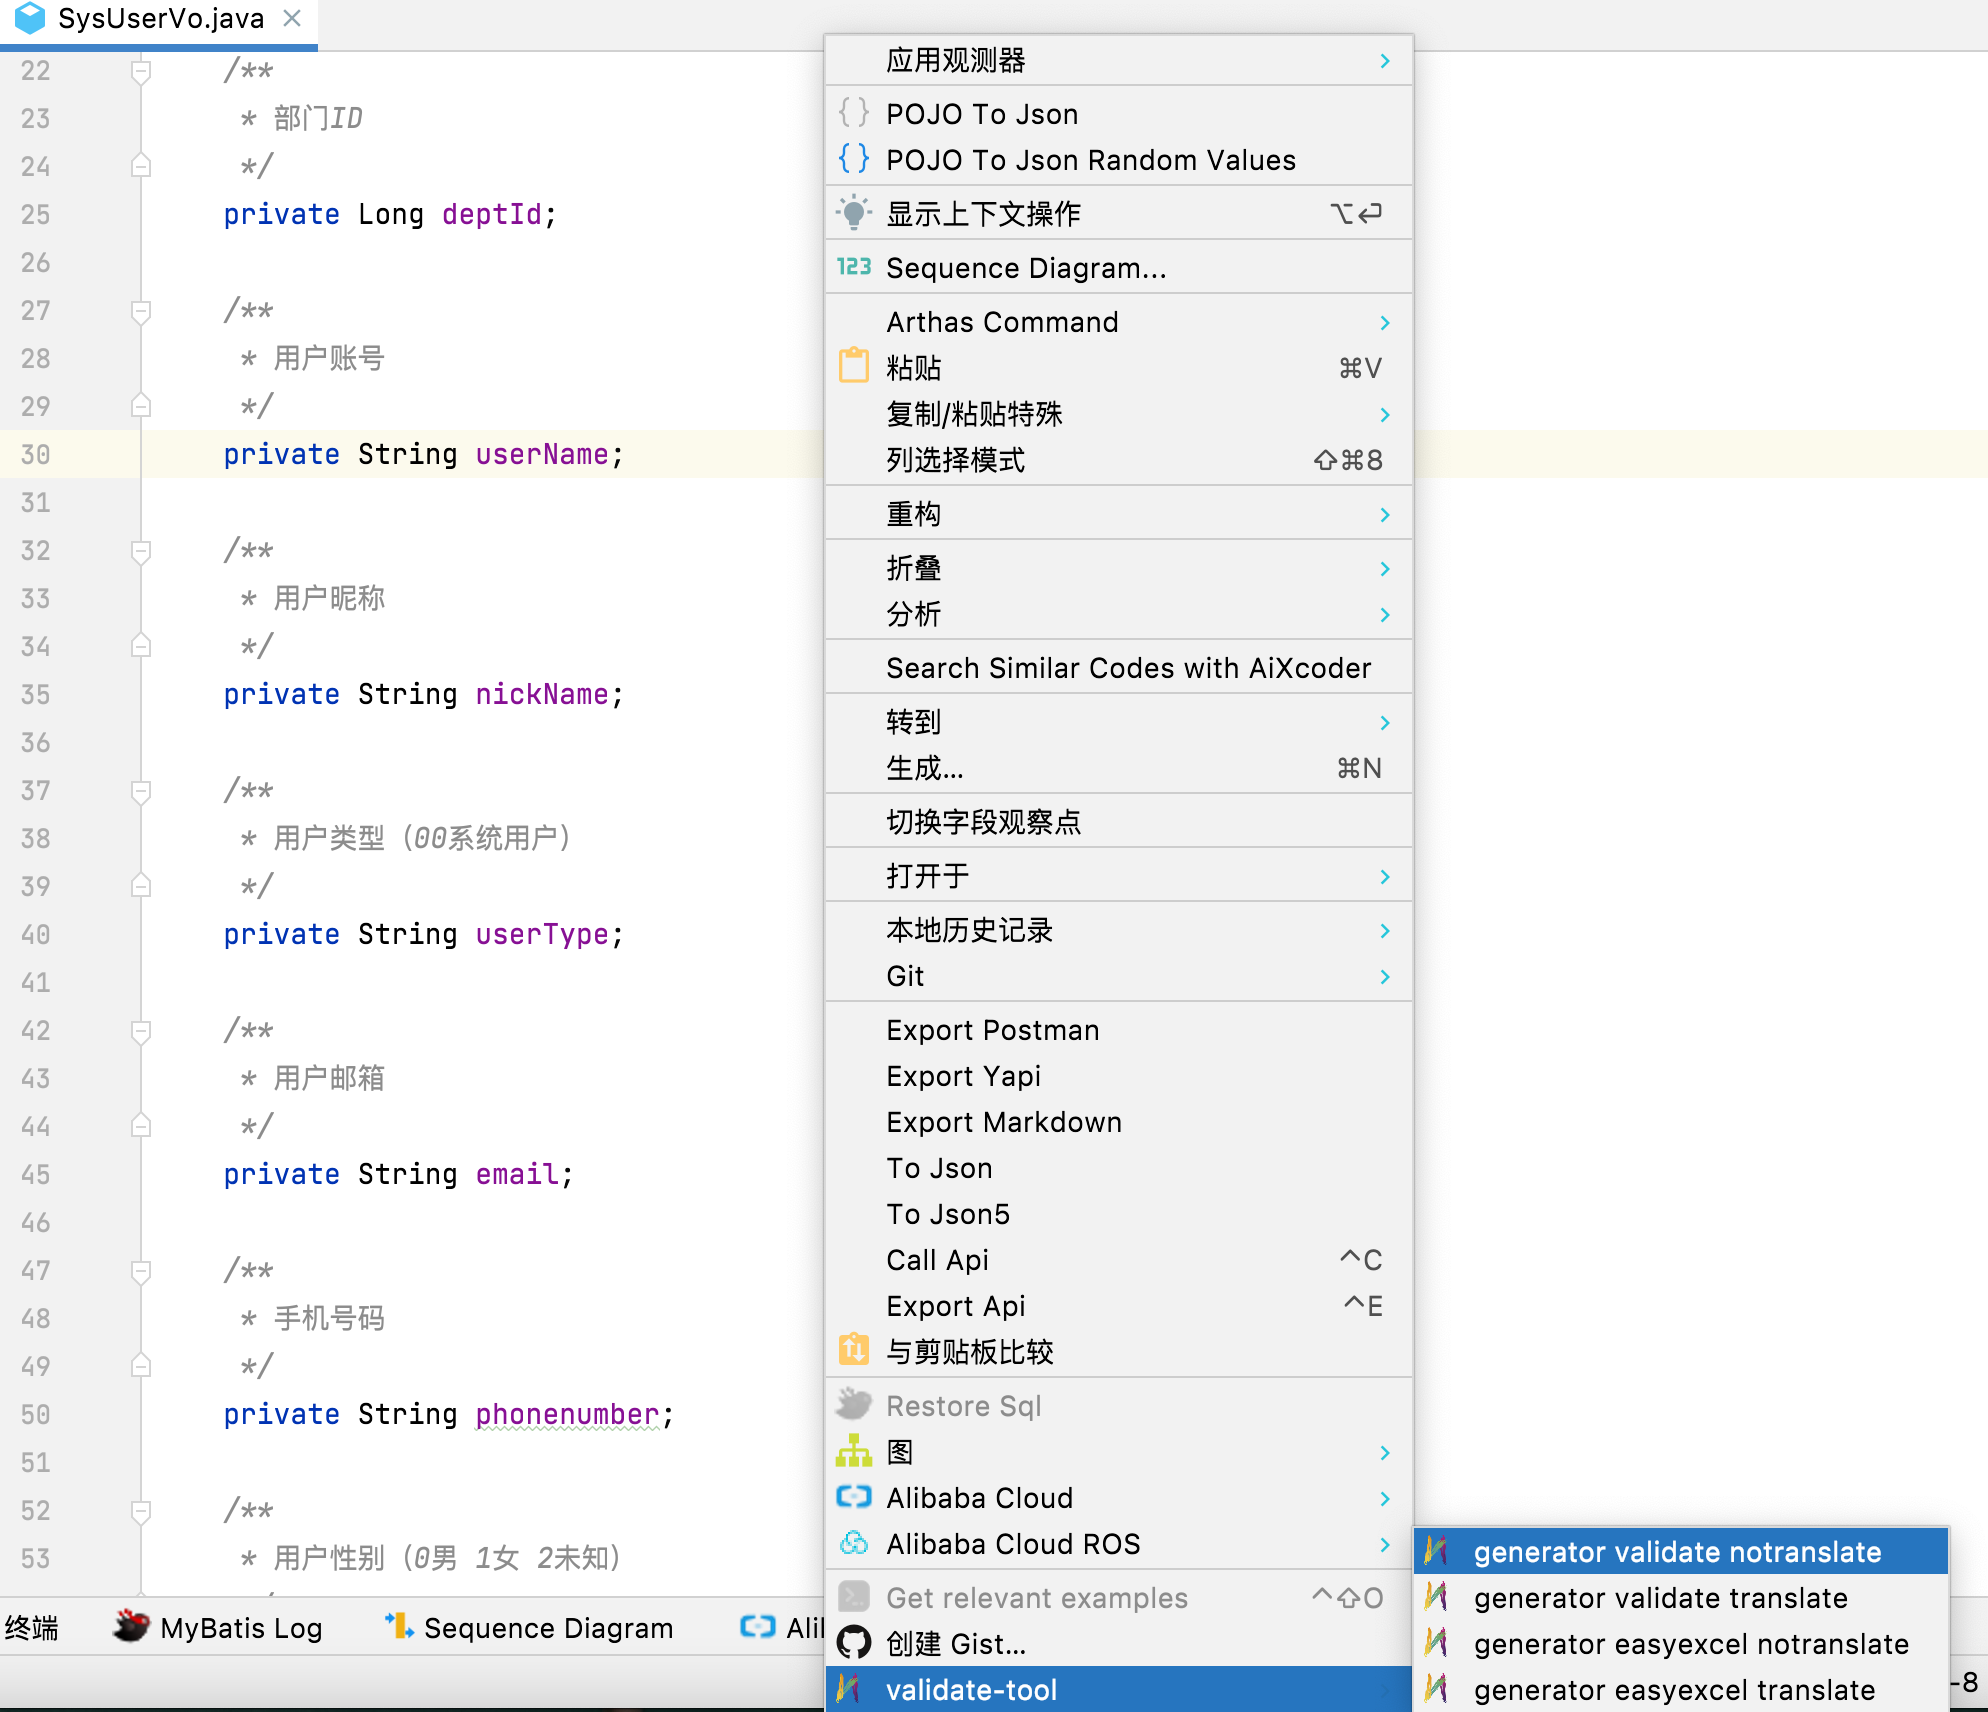 SysUserVo.java
22 /**
23 * 部门ID
24 */
25 private Long deptId;
26
27 /**
28 * 用户账号
29 */
30 private String userName;
31
32 /**
33 * 用户昵称
34 */
35 private String nickName;
36
37 /**
38 * 用户类型（00系统用户）
39 */
40 private String userType;
41
42 /**
43 * 用户邮箱
44 */
45 private String email;
46
47 /**
48 * 手机号码
49 */
50 private String phonenumber;
51
52 /**
53 * 用户性别（0男 1女 2未知）
应用观测器
POJO To Json
POJO To Json Random Values
显示上下文操作 ⌥⏎
Sequence Diagram...
Arthas Command
粘贴 ⌘V
复制/粘贴特殊
列选择模式 ⇧⌘8
重构
折叠
分析
Search Similar Codes with AiXcoder
转到
生成... ⌘N
切换字段观察点
打开于
本地历史记录
Git
Export Postman
Export Yapi
Export Markdown
To Json
To Json5
Call Api ^C
Export Api ^E
与剪贴板比较
Restore Sql
图
Alibaba Cloud
Alibaba Cloud ROS
Get relevant examples ^⇧O
创建 Gist...
validate-tool
generator validate notranslate
generator validate translate
generator easyexcel notranslate
generator easyexcel translate
终端 MyBatis Log Sequence Diagram Ali
-8